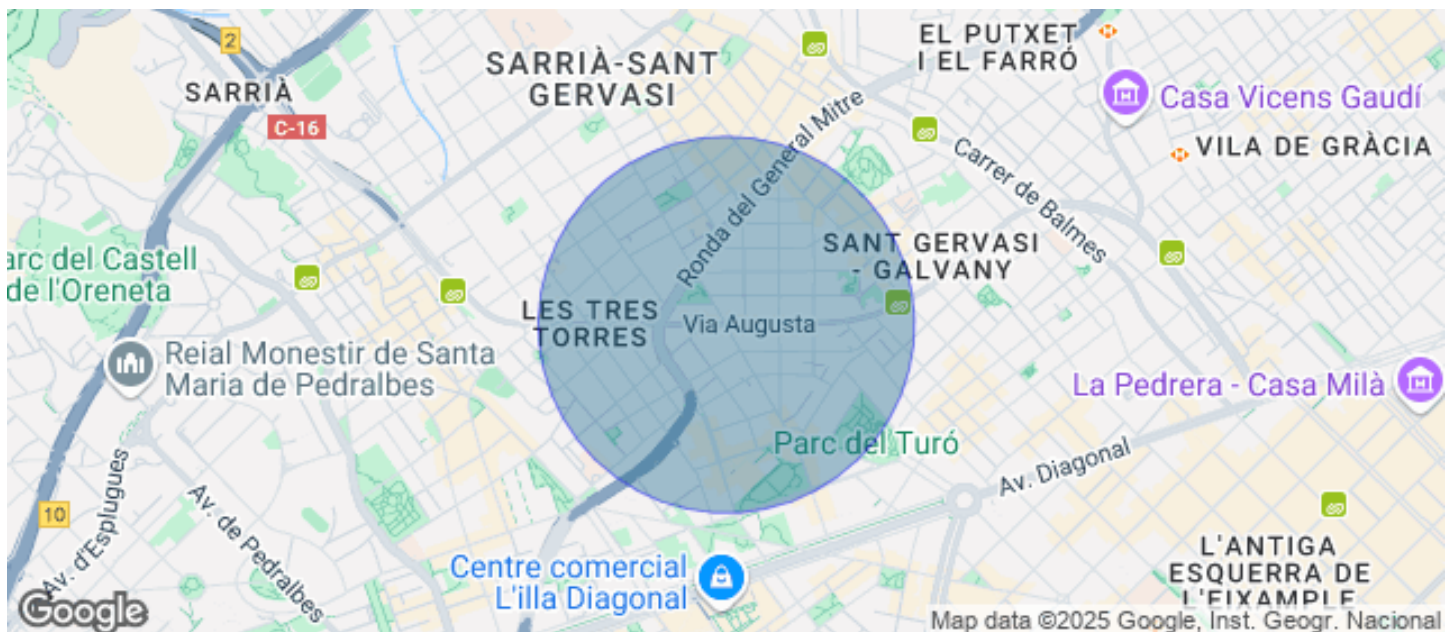 EL PUTXET
I EL FARRÓ
2
SARRIÀ-SANT
GERVASI
SARRIÀ
C-16
Casa Vicens Gaudí
Ronda del General Mitre
Carrer de Balmes
VILA DE GRÀCIA
SANT GERVASI
- GALVANY
arc del Castell
de l'Oreneta
LES TRES
TORRES
Via Augusta
Reial Monestir de Santa
Maria de Pedralbes
La Pedrera - Casa Milà
Parc del Turó
Av. Diagonal
10
Av. d'Esplugues
Av. de Pedralbes
Centre comercial
L'illa Diagonal
L'ANTIGA
ESQUERRA DE
L'EIXAMPLE
Google
Map data ©2025 Google, Inst. Geogr. Nacional